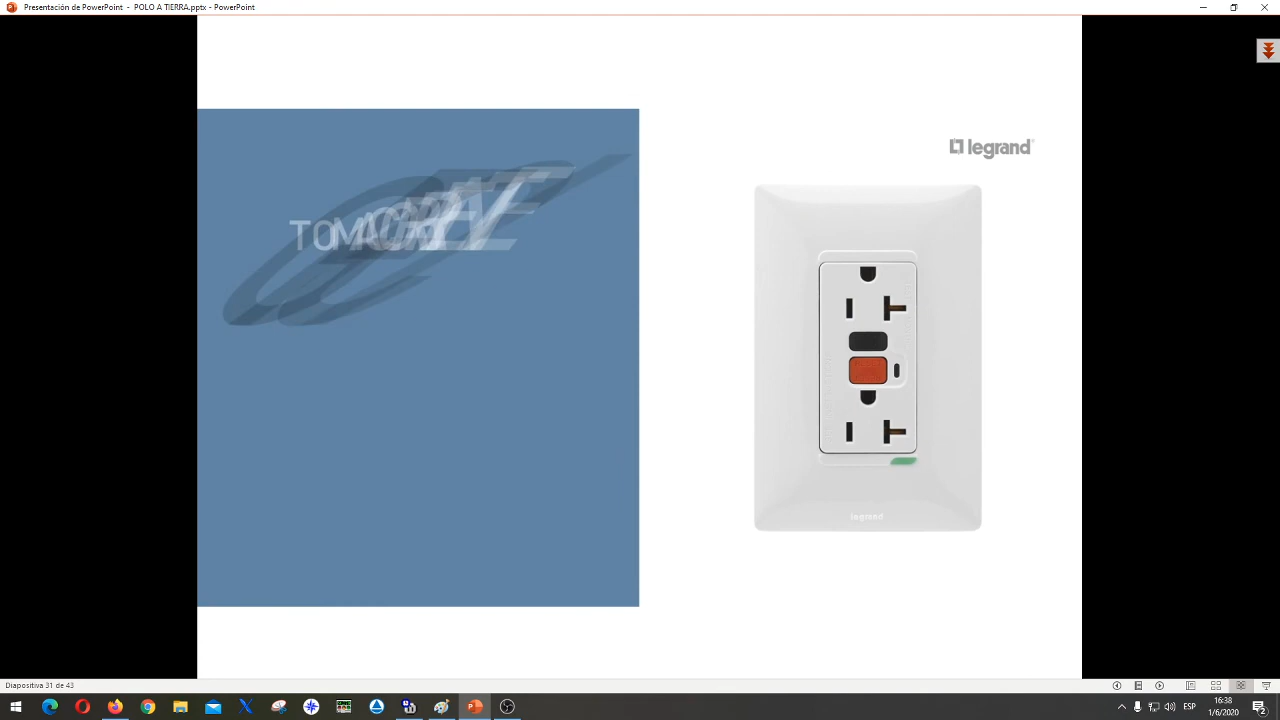 Presentación de PowerPoint - POLO A TIERRA.pptx - PowerPoint
legrand
legrand
Diapositiva 31 de 43
ESP
16:38
1/6/2020
2